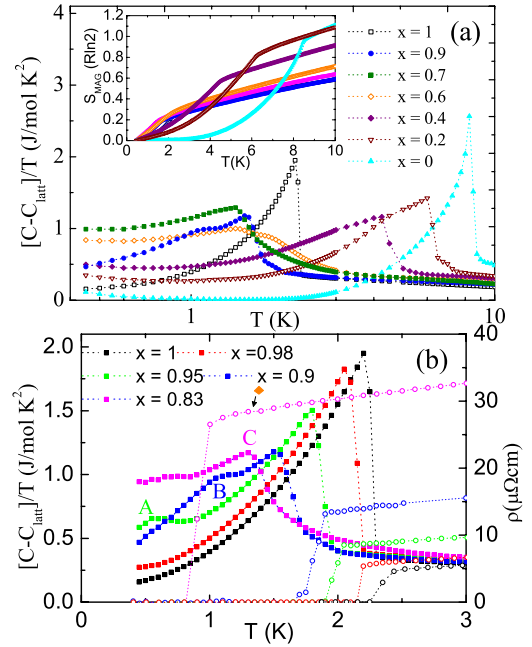 (a)
S_MAG (Rln2)
1.2
1.0
0.8
0.6
0.4
0.2
0.0
0 2 4 6 8 10
T(K)
x = 1
x = 0.9
x = 0.7
x = 0.6
x = 0.4
x = 0.2
x = 0
[C-C_latt]/T (J/mol K²)
4
3
2
1
0
1 10
T (K)
(b)
x = 1 x =0.98
x = 0.95 x = 0.9
x = 0.83
A
B
C
[C-C_latt]/T (J/mol K²)
2.0
1.5
1.0
0.5
0.0
0 1 2 3
T (K)
40
30
20
10
0
ρ(μΩcm)